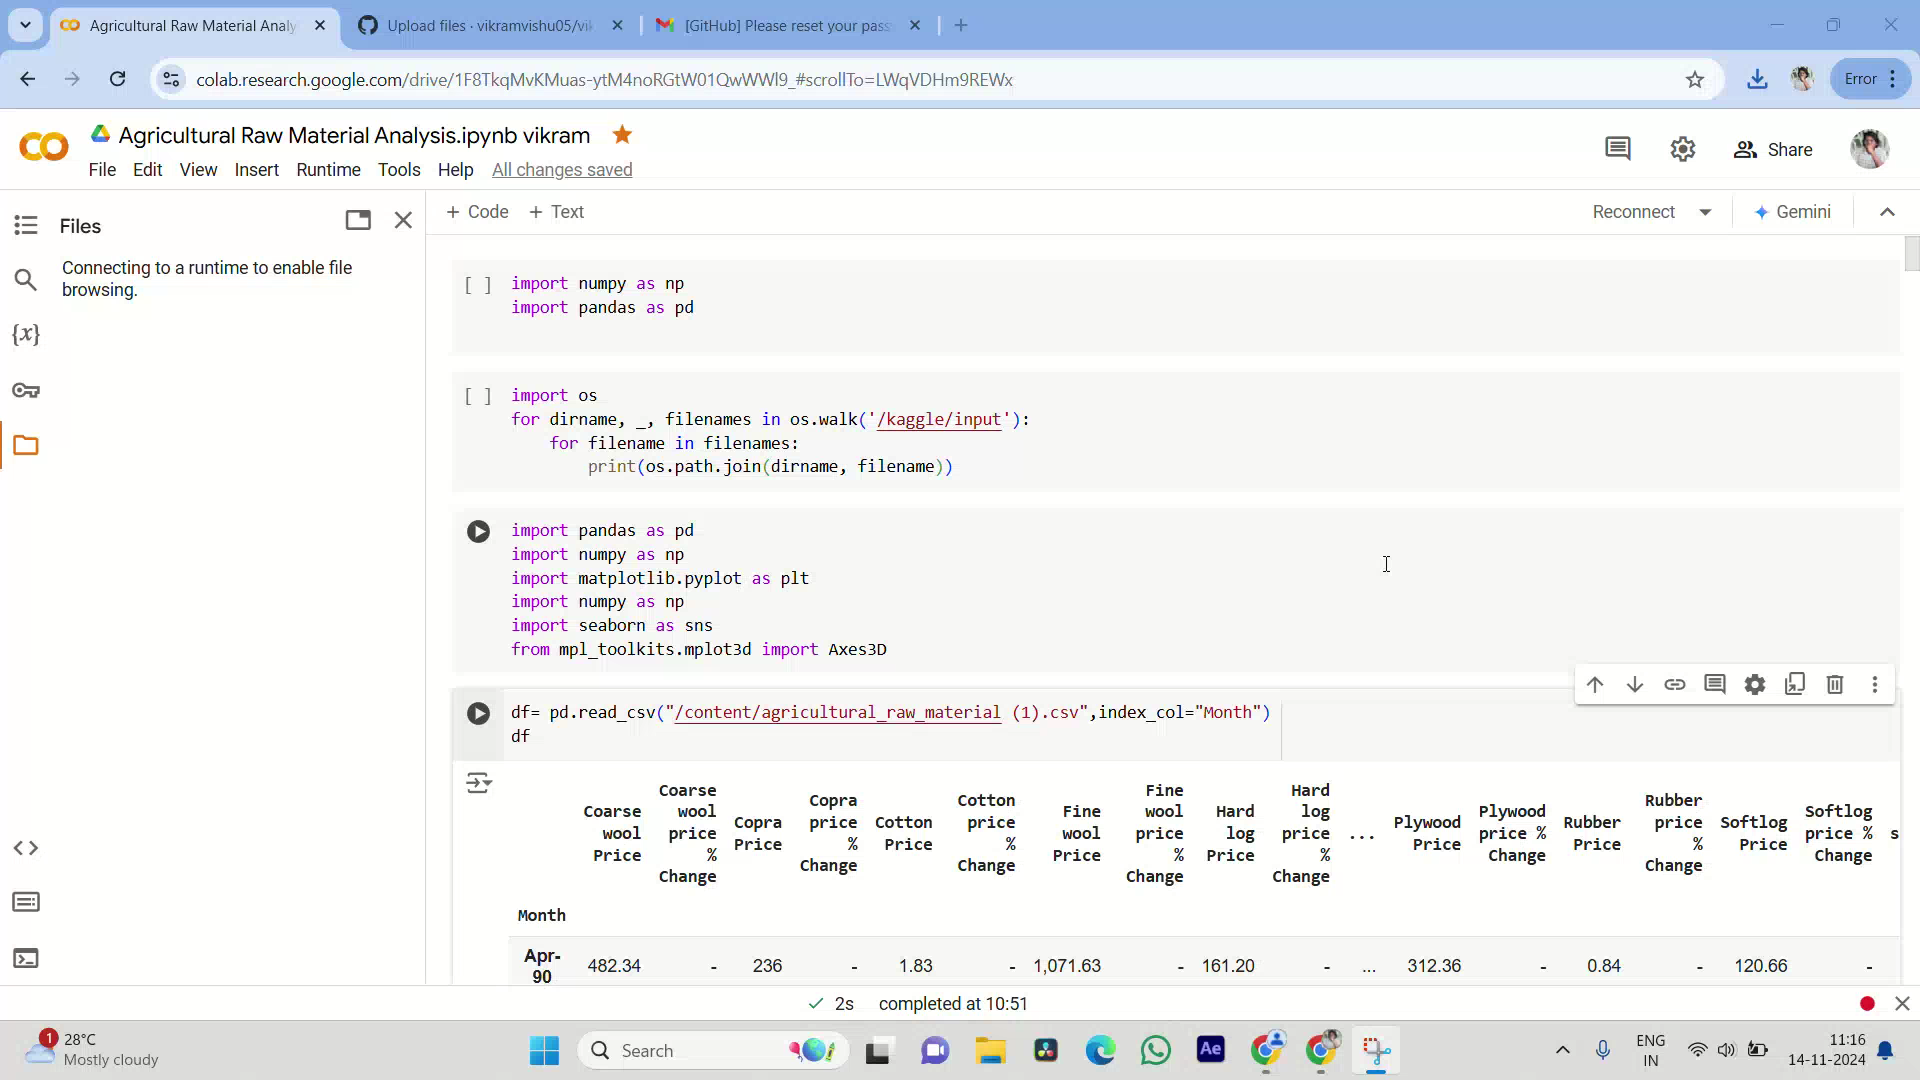 Agricultural Raw Material Analy
Upload files · vikramvishu05/vik
[GitHub] Please reset your pass
colab.research.google.com/drive/1F8TkqMvKMuas-ytM4noRGtW01QwWWl9_#scrollTo=LWqVDHm9REWx
Error
CO
Agricultural Raw Material Analysis.ipynb vikram
File Edit View Insert Runtime Tools Help All changes saved
Share
Files
+ Code + Text
Reconnect
Gemini
Connecting to a runtime to enable file
browsing.
{x}
[ ] import numpy as np
import pandas as pd
[ ] import os
for dirname, _, filenames in os.walk('/kaggle/input'):
for filename in filenames:
print(os.path.join(dirname, filename))
import pandas as pd
import numpy as np
import matplotlib.pyplot as plt
import numpy as np
import seaborn as sns
from mpl_toolkits.mplot3d import Axes3D
df= pd.read_csv("/content/agricultural_raw_material (1).csv",index_col="Month")
df
Coarse wool Price Coarse wool price % Change Copra Price Copra price % Change Cotton Price Cotton price % Change Fine wool Price Fine wool price % Change Hard log Price Hard log price % Change ... Plywood Price Plywood price % Change Rubber Price Rubber price % Change Softlog Price Softlog price % Change s
Month
Apr-90 482.34 - 236 - 1.83 - 1,071.63 - 161.20 - ... 312.36 - 0.84 - 120.66 -
2s completed at 10:51
1
28°C
Mostly cloudy
Search
Ae
ENG
IN
11:16
14-11-2024